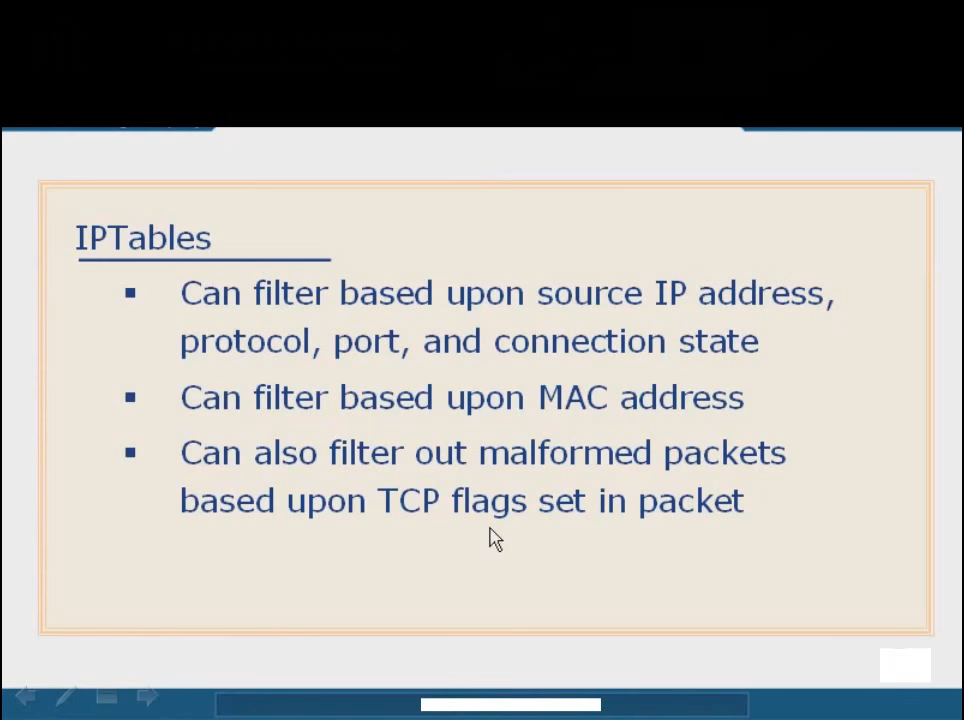 IPTables
▪ Can filter based upon source IP address,
protocol, port, and connection state
▪ Can filter based upon MAC address
▪ Can also filter out malformed packets
based upon TCP flags set in packet